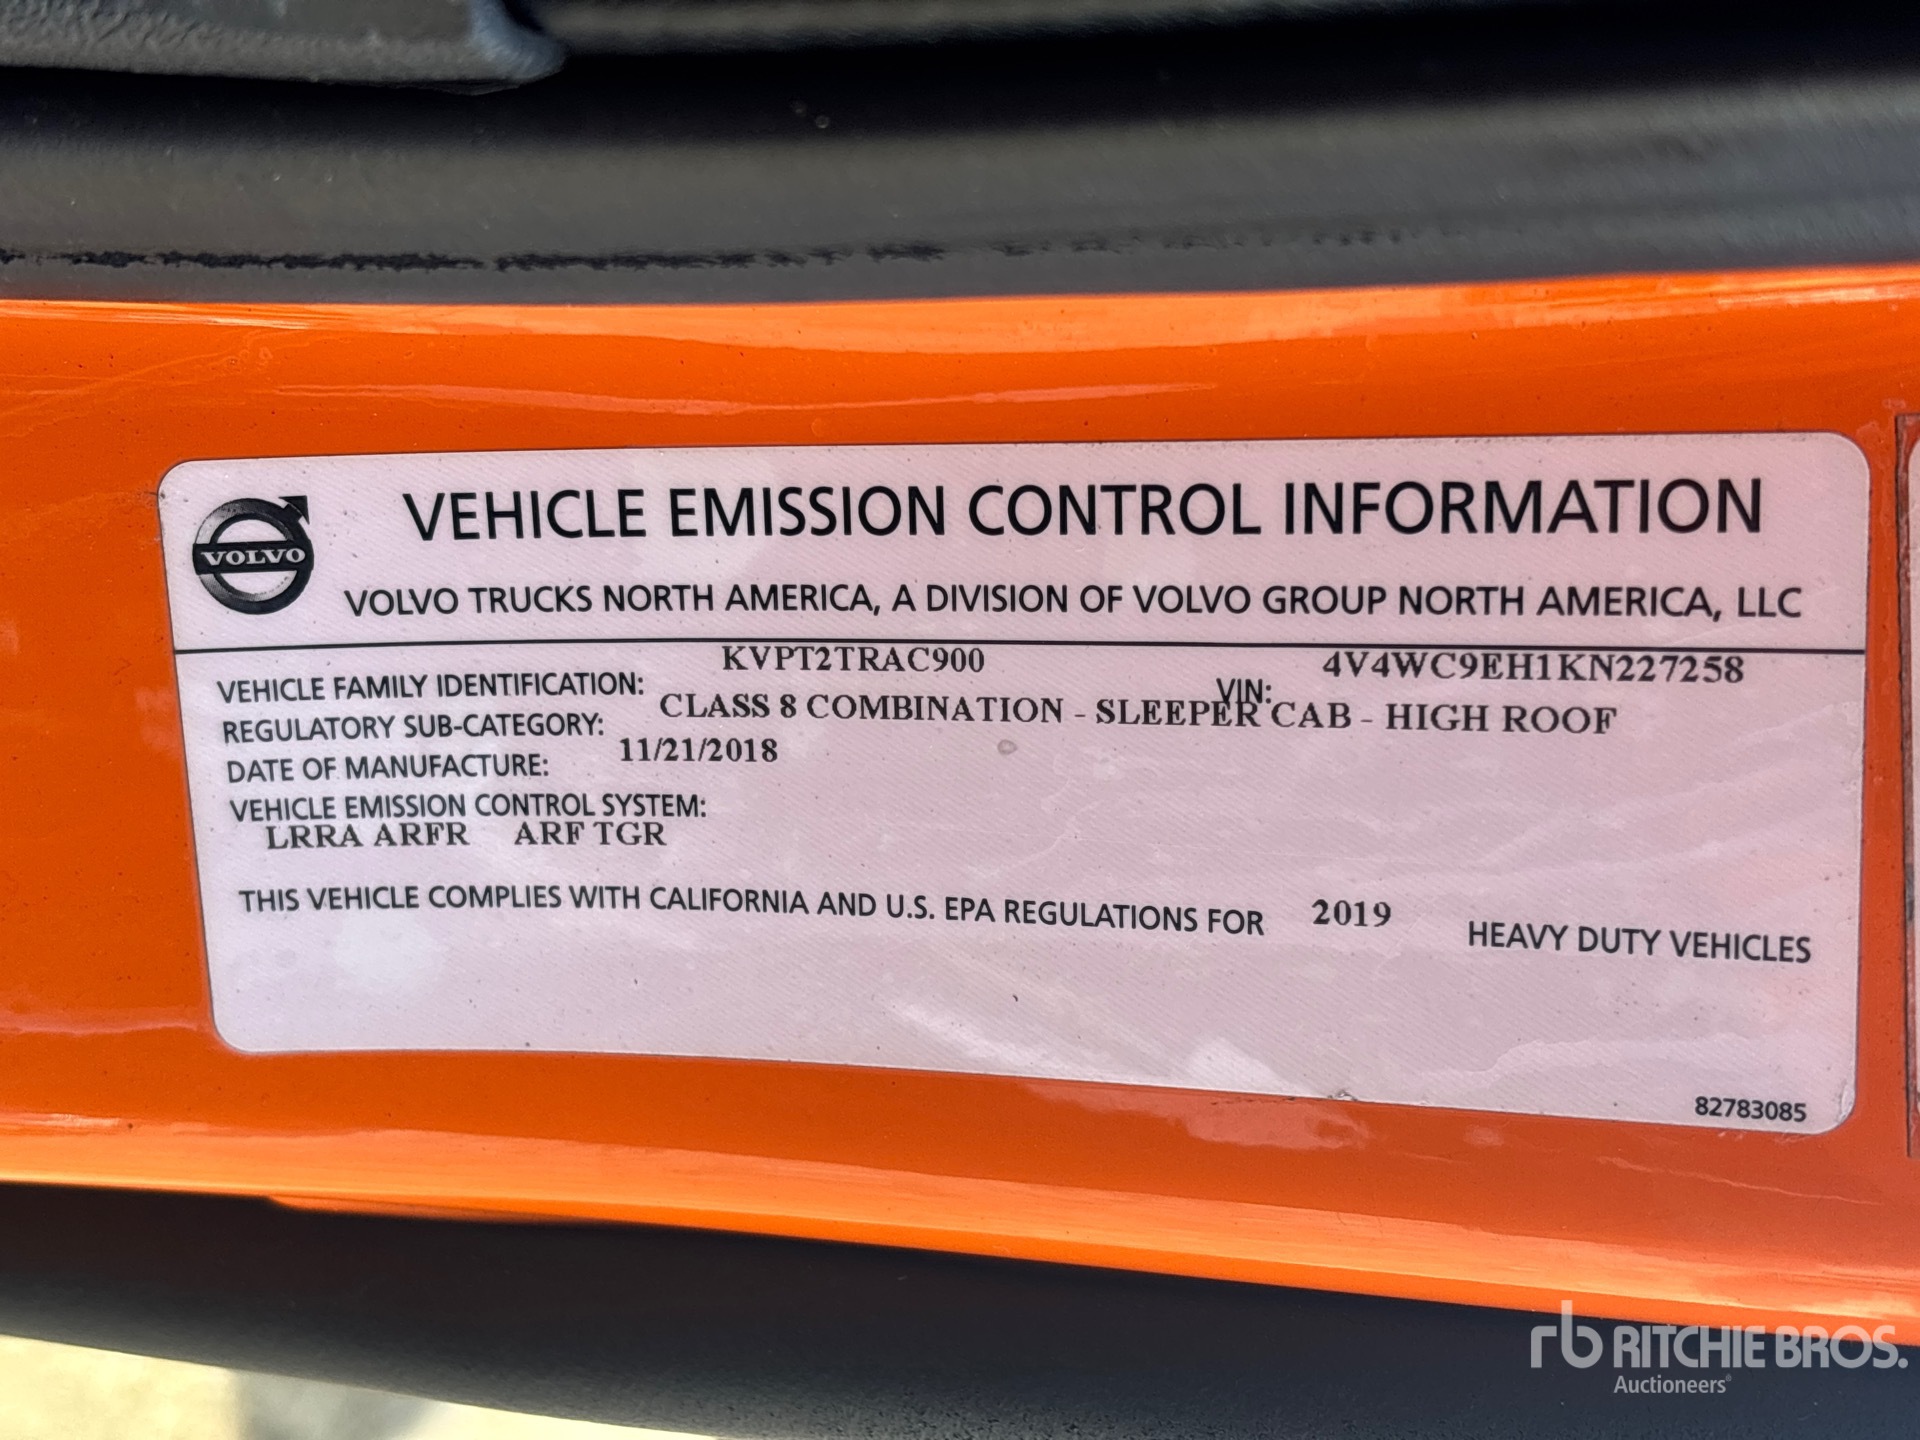 VEHICLE EMISSION CONTROL INFORMATION
VOLVO
VOLVO TRUCKS NORTH AMERICA, A DIVISION OF VOLVO GROUP NORTH AMERICA, LLC
VEHICLE FAMILY IDENTIFICATION: KVPT2TRAC900 VIN: 4V4WC9EH1KN227258
REGULATORY SUB-CATEGORY: CLASS 8 COMBINATION - SLEEPER CAB - HIGH ROOF
DATE OF MANUFACTURE: 11/21/2018
VEHICLE EMISSION CONTROL SYSTEM:
LRRA ARFR ARF TGR
THIS VEHICLE COMPLIES WITH CALIFORNIA AND U.S. EPA REGULATIONS FOR 2019 HEAVY DUTY VEHICLES
82783085
rb RITCHIE BROS.
Auctioneers®